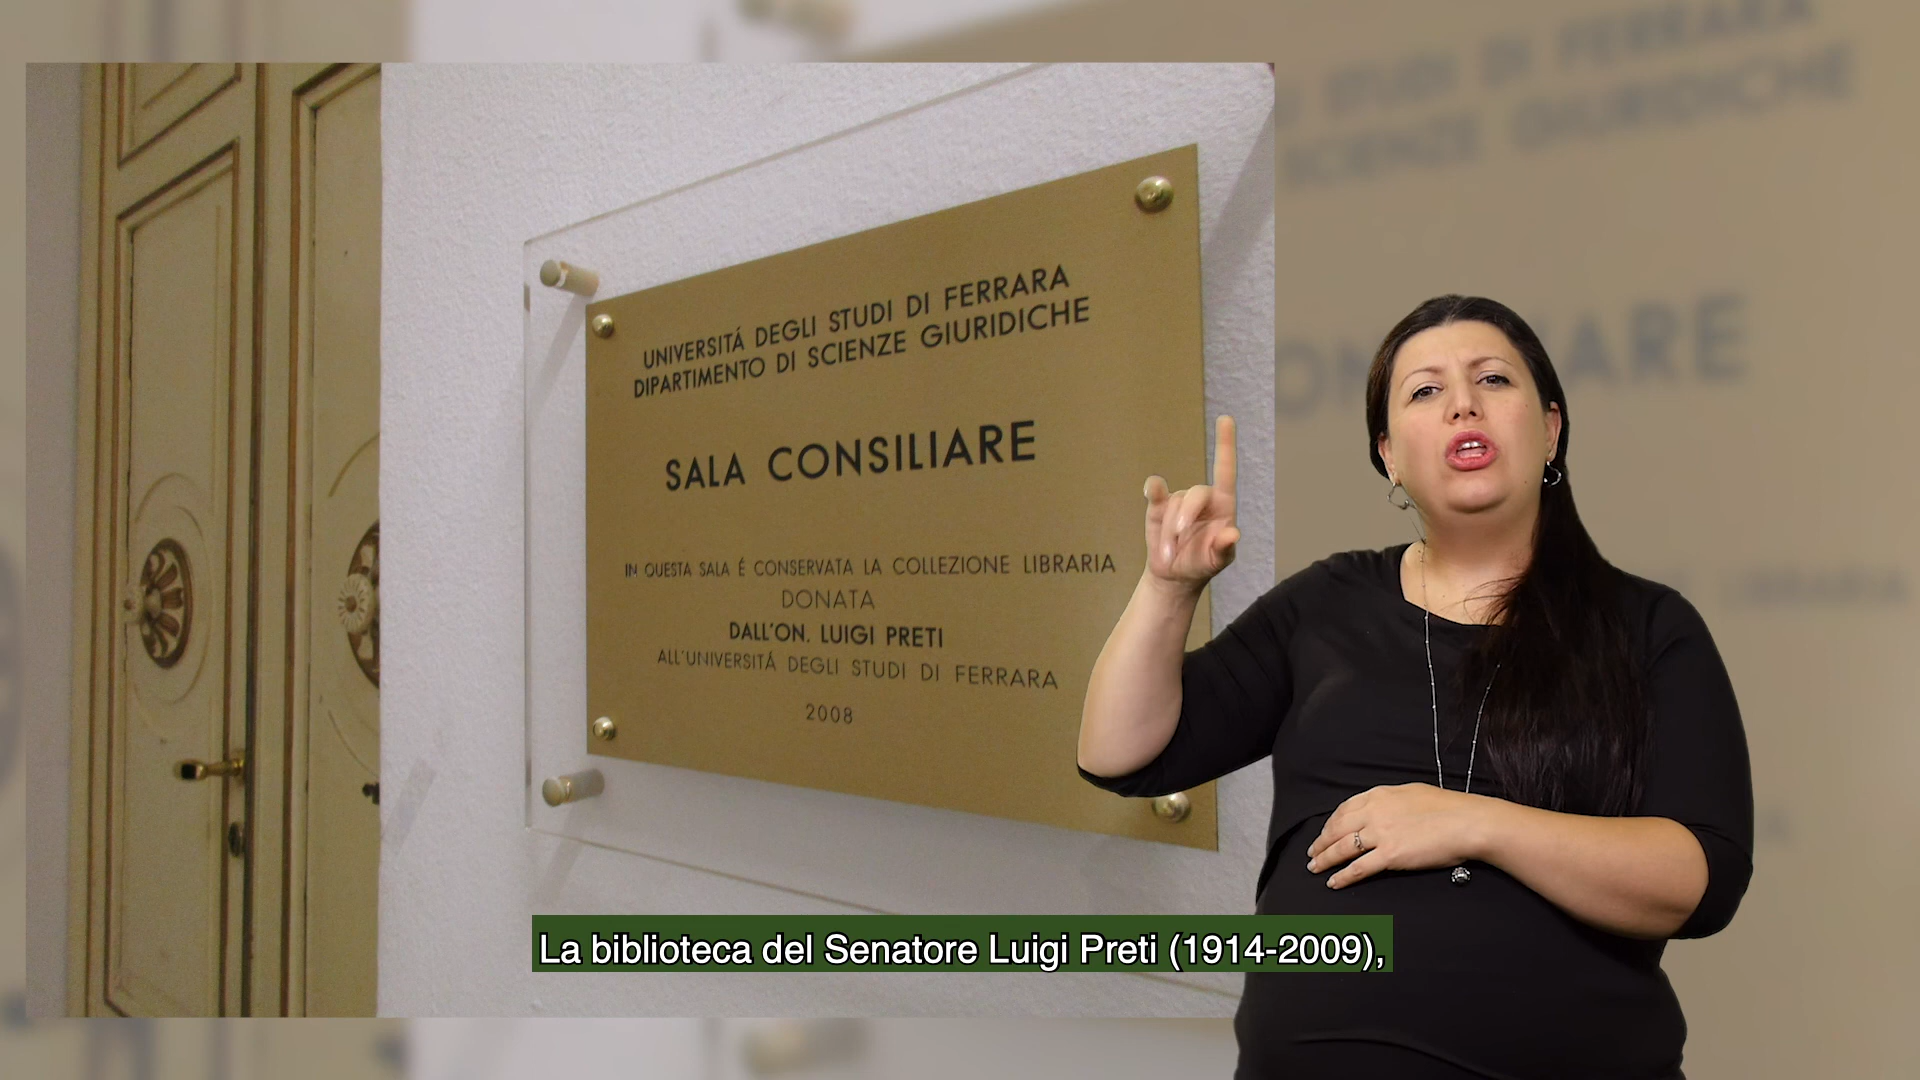 UNIVERSITÁ DEGLI STUDI DI FERRARA
DIPARTIMENTO DI SCIENZE GIURIDICHE
SALA CONSILIARE
IN QUESTA SALA É CONSERVATA LA COLLEZIONE LIBRARIA
DONATA
DALL'ON. LUIGI PRETI
ALL'UNIVERSITÁ DEGLI STUDI DI FERRARA
2008
La biblioteca del Senatore Luigi Preti (1914-2009),